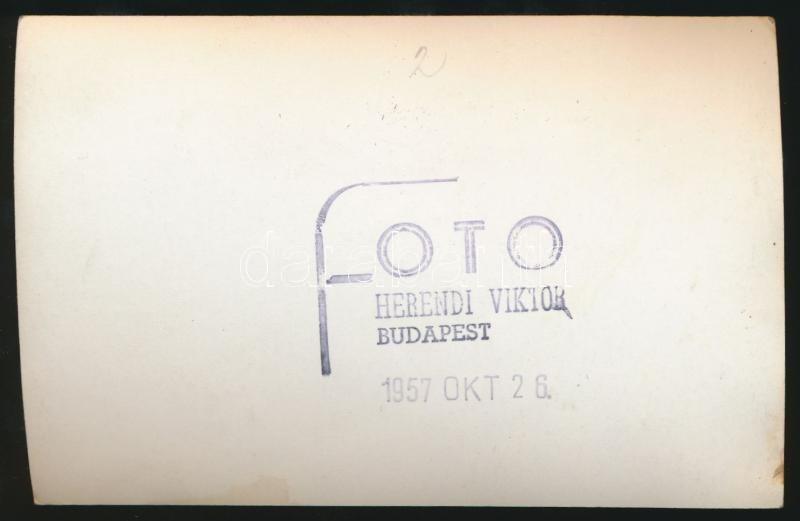 2
FOTO
HERENDI VIKTOR
BUDAPEST
1957 OKT 26.